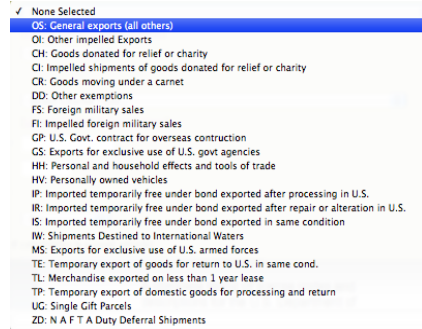 ✓ None Selected
OS: General exports (all others)
OI: Other impelled Exports
CH: Goods donated for relief or charity
CI: Impelled shipments of goods donated for relief or charity
CR: Goods moving under a carnet
DD: Other exemptions
FS: Foreign military sales
FI: Impelled foreign military sales
GP: U.S. Govt. contract for overseas contruction
GS: Exports for exclusive use of U.S. govt agencies
HH: Personal and household effects and tools of trade
HV: Personally owned vehicles
IP: Imported temporarily free under bond exported after processing in U.S.
IR: Imported temporarily free under bond exported after repair or alteration in U.S.
IS: Imported temporarily free under bond exported in same condition
IW: Shipments Destined to International Waters
MS: Exports for exclusive use of U.S. armed forces
TE: Temporary export of goods for return to U.S. in same cond.
TL: Merchandise exported on less than 1 year lease
TP: Temporary export of domestic goods for processing and return
UG: Single Gift Parcels
ZD: N A F T A Duty Deferral Shipments